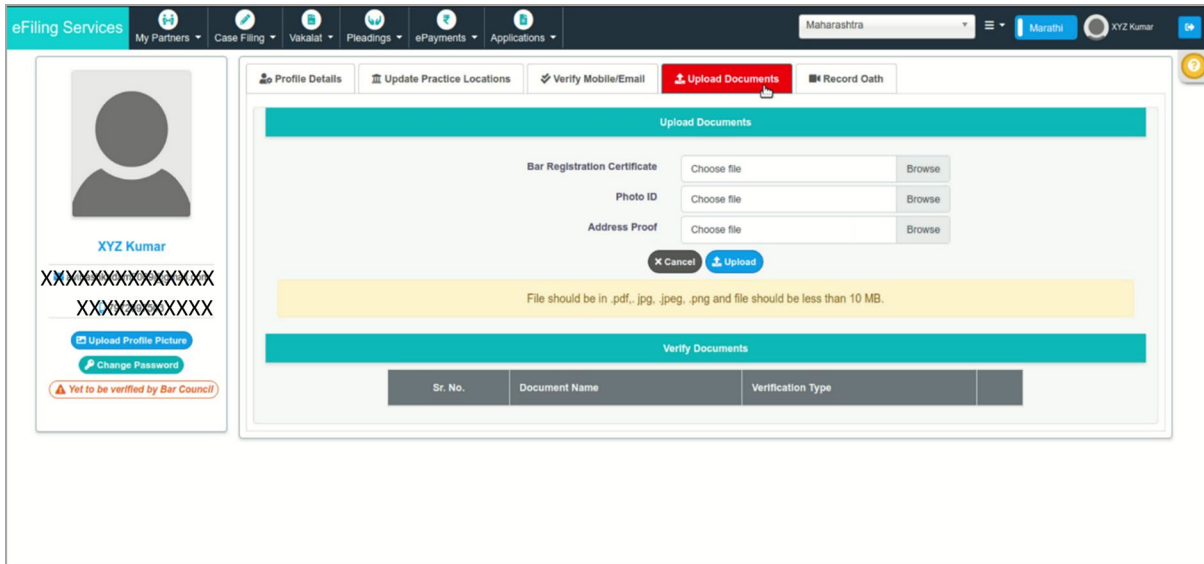 eFiling Services
My Partners
Case Filing
Vakalat
Pleadings
ePayments
Applications
Maharashtra
Marathi
XYZ Kumar
Profile Details
Update Practice Locations
Verify Mobile/Email
Upload Documents
Record Oath
XYZ Kumar
XXXXXXXXXXXXXXXX
XXXXXXXXXXXX
Upload Profile Picture
Change Password
Yet to be verified by Bar Council
Upload Documents
Bar Registration Certificate
Choose file
Browse
Photo ID
Choose file
Browse
Address Proof
Choose file
Browse
Cancel
Upload
File should be in .pdf,. jpg, .jpeg, .png and file should be less than 10 MB.
Verify Documents
Sr. No.
Document Name
Verification Type